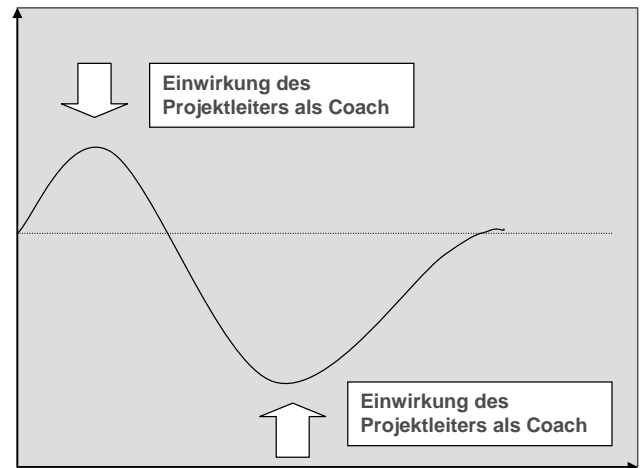 Einwirkung des
Projektleiters als Coach
Einwirkung des
Projektleiters als Coach